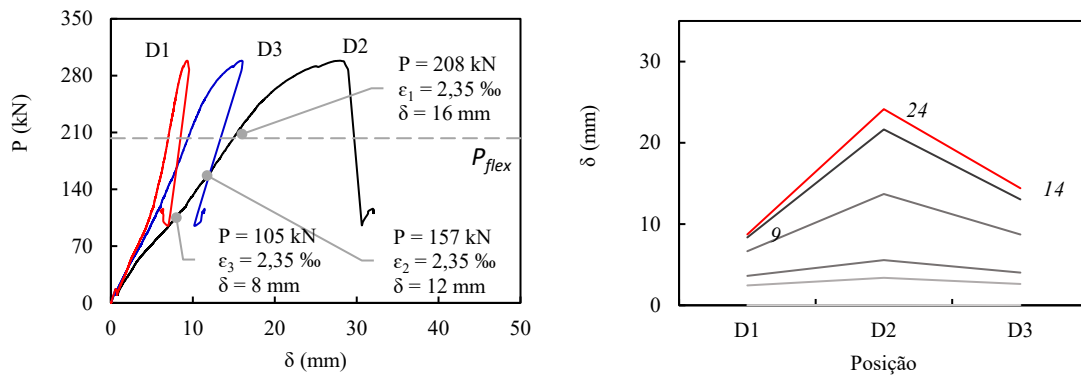 350
280
210
140
70
0
P (kN)
D1
D3
D2
P = 208 kN
ε1 = 2,35 ‰
δ = 16 mm
Pflex
P = 105 kN
ε3 = 2,35 ‰
δ = 8 mm
P = 157 kN
ε2 = 2,35 ‰
δ = 12 mm
0 10 20 30 40 50
δ (mm)
30
20
10
0
δ (mm)
24
14
9
D1 D2 D3
Posição